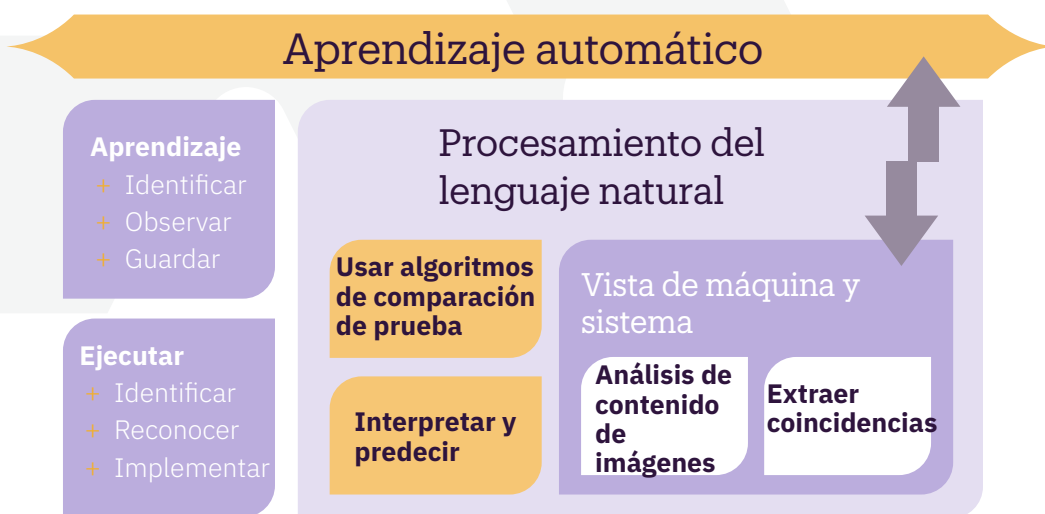 Aprendizaje automático
Aprendizaje
+ Identificar
+ Observar
+ Guardar
Ejecutar
+ Identificar
+ Reconocer
+ Implementar
Procesamiento del
lenguaje natural
Usar algoritmos
de comparación
de prueba
Interpretar y
predecir
Vista de máquina y
sistema
Análisis de
contenido
de
imágenes
Extraer
coincidencias